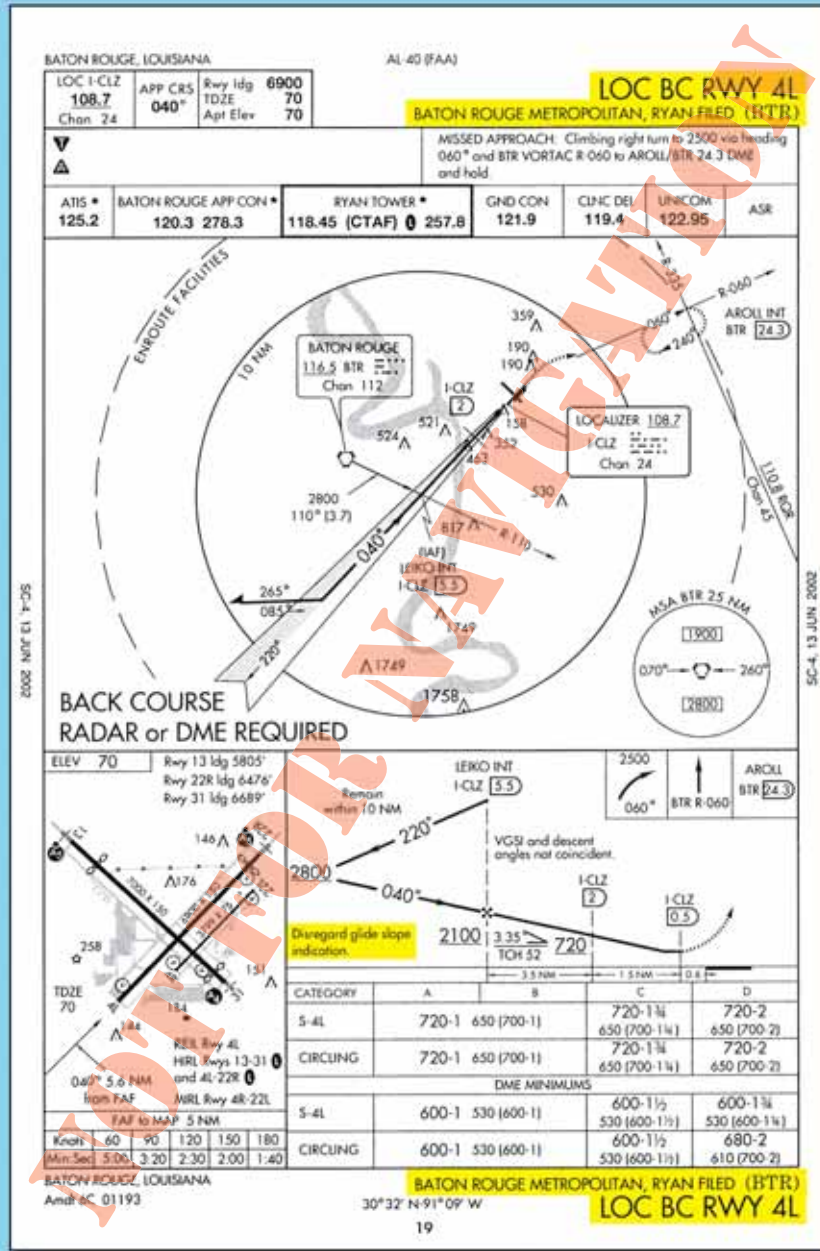 BATON ROUGE, LOUISIANA
AL-40 (FAA)
LOC BC RWY 4L
BATON ROUGE METROPOLITAN, RYAN FILED (BTR)
LOC I-CLZ
108.7
Chan 24
APP CRS
040°
Rwy ldg 6900
TDZE 70
Apt Elev 70
T
A
MISSED APPROACH: Climbing right turn to 2500 via heading
060° and BTR VORTAC R-060 to AROLL/BTR 24.3 DME
and hold.
ATIS *
125.2
BATON ROUGE APP CON *
120.3 278.3
RYAN TOWER *
118.45 (CTAF) 257.8
GND CON
121.9
CLNC DEL
119.4
UNICOM
122.95
ASR
ENROUTE FACILITIES
10 NM
BATON ROUGE
116.5 BTR
Chan 112
R-335
R-060
060°
240°
AROLL INT
BTR 24.3
359
190
190
I-CLZ
2
158
352
463
521
524
LOCALIZER 108.7
I-CLZ
Chan 24
110.8 RQR
Chan 45
530
2800
110° (3.7)
817
R-110
040°
(IAF)
LEIKO INT
I-CLZ 5.5
265°
085°
220°
1749
1749
1758
MSA BTR 25 NM
1900
070°
260°
2800
BACK COURSE
RADAR or DME REQUIRED
SC-4, 13 JUN 2002
SC-4, 13 JUN 2002
ELEV 70
Rwy 13 ldg 5805'
Rwy 22R ldg 6476'
Rwy 31 ldg 6689'
146
176
7000 X 150
258
151
TDZE
70
184
184
REIL Rwy 4L
HIRL Rwys 13-31
and 4L-22R
MIRL Rwy 4R-22L
040° 5.6 NM
from FAF
FAF to MAP 5 NM
Knots 60 90 120 150 180
Min:Sec 5:00 3:20 2:30 2:00 1:40
Remain
within 10 NM
LEIKO INT
I-CLZ 5.5
2500
060°
BTR R-060
AROLL
BTR 24.3
220°
2800
040°
VGSI and descent
angles not coincident.
I-CLZ
2
I-CLZ
0.5
Disregard glide slope
indication.
2100
3.35°
TCH 52
720
3.5 NM
1.5 NM
CATEGORY A B C D
S-4L 720-1 650 (700-1) 720-1¾ 650 (700-1¾) 720-2 650 (700-2)
CIRCLING 720-1 650 (700-1) 720-1¾ 650 (700-1¾) 720-2 650 (700-2)
DME MINIMUMS
S-4L 600-1 530 (600-1) 600-1½ 530 (600-1½) 600-1¾ 530 (600-1¾)
CIRCLING 600-1 530 (600-1) 600-1½ 530 (600-1½) 680-2 610 (700-2)
BATON ROUGE, LOUISIANA
Amdt 6C 01193
30°32' N-91°09' W
BATON ROUGE METROPOLITAN, RYAN FILED (BTR)
LOC BC RWY 4L
19
NOT FOR NAVIGATION